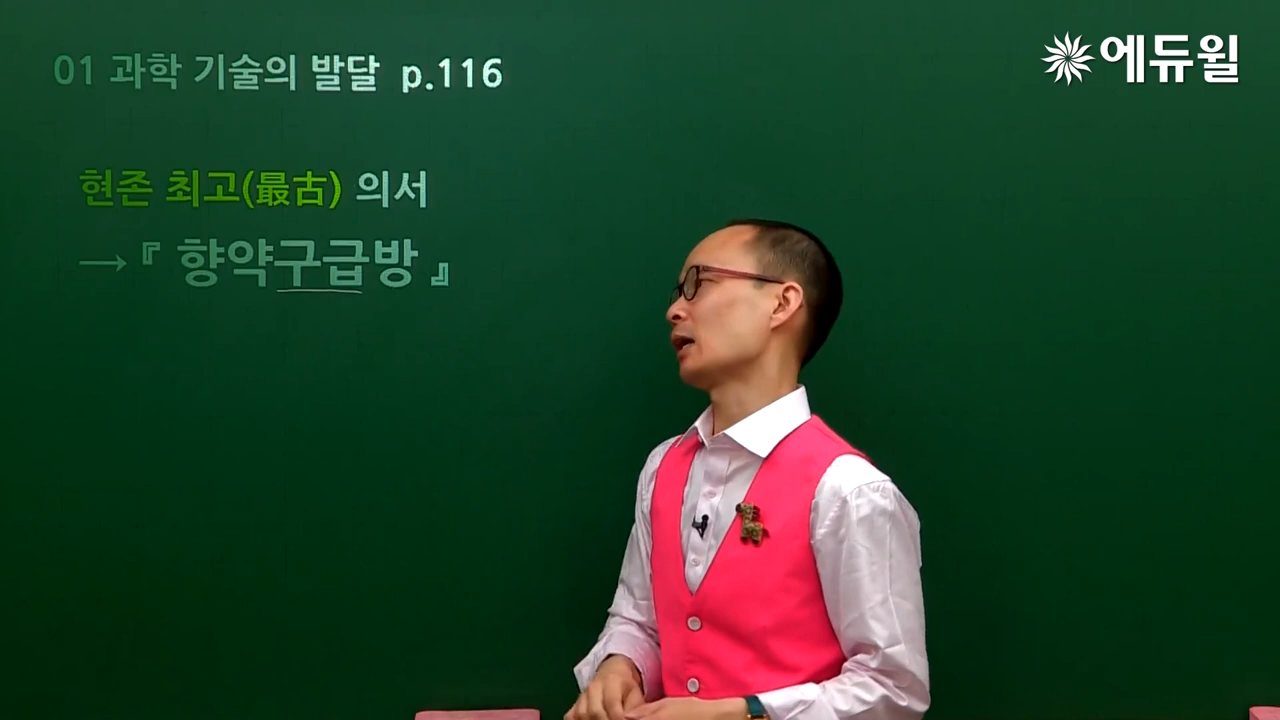 01 과학 기술의 발달 p.116
에듀윌
현존 최고(最古) 의서
→『 향약구급방 』